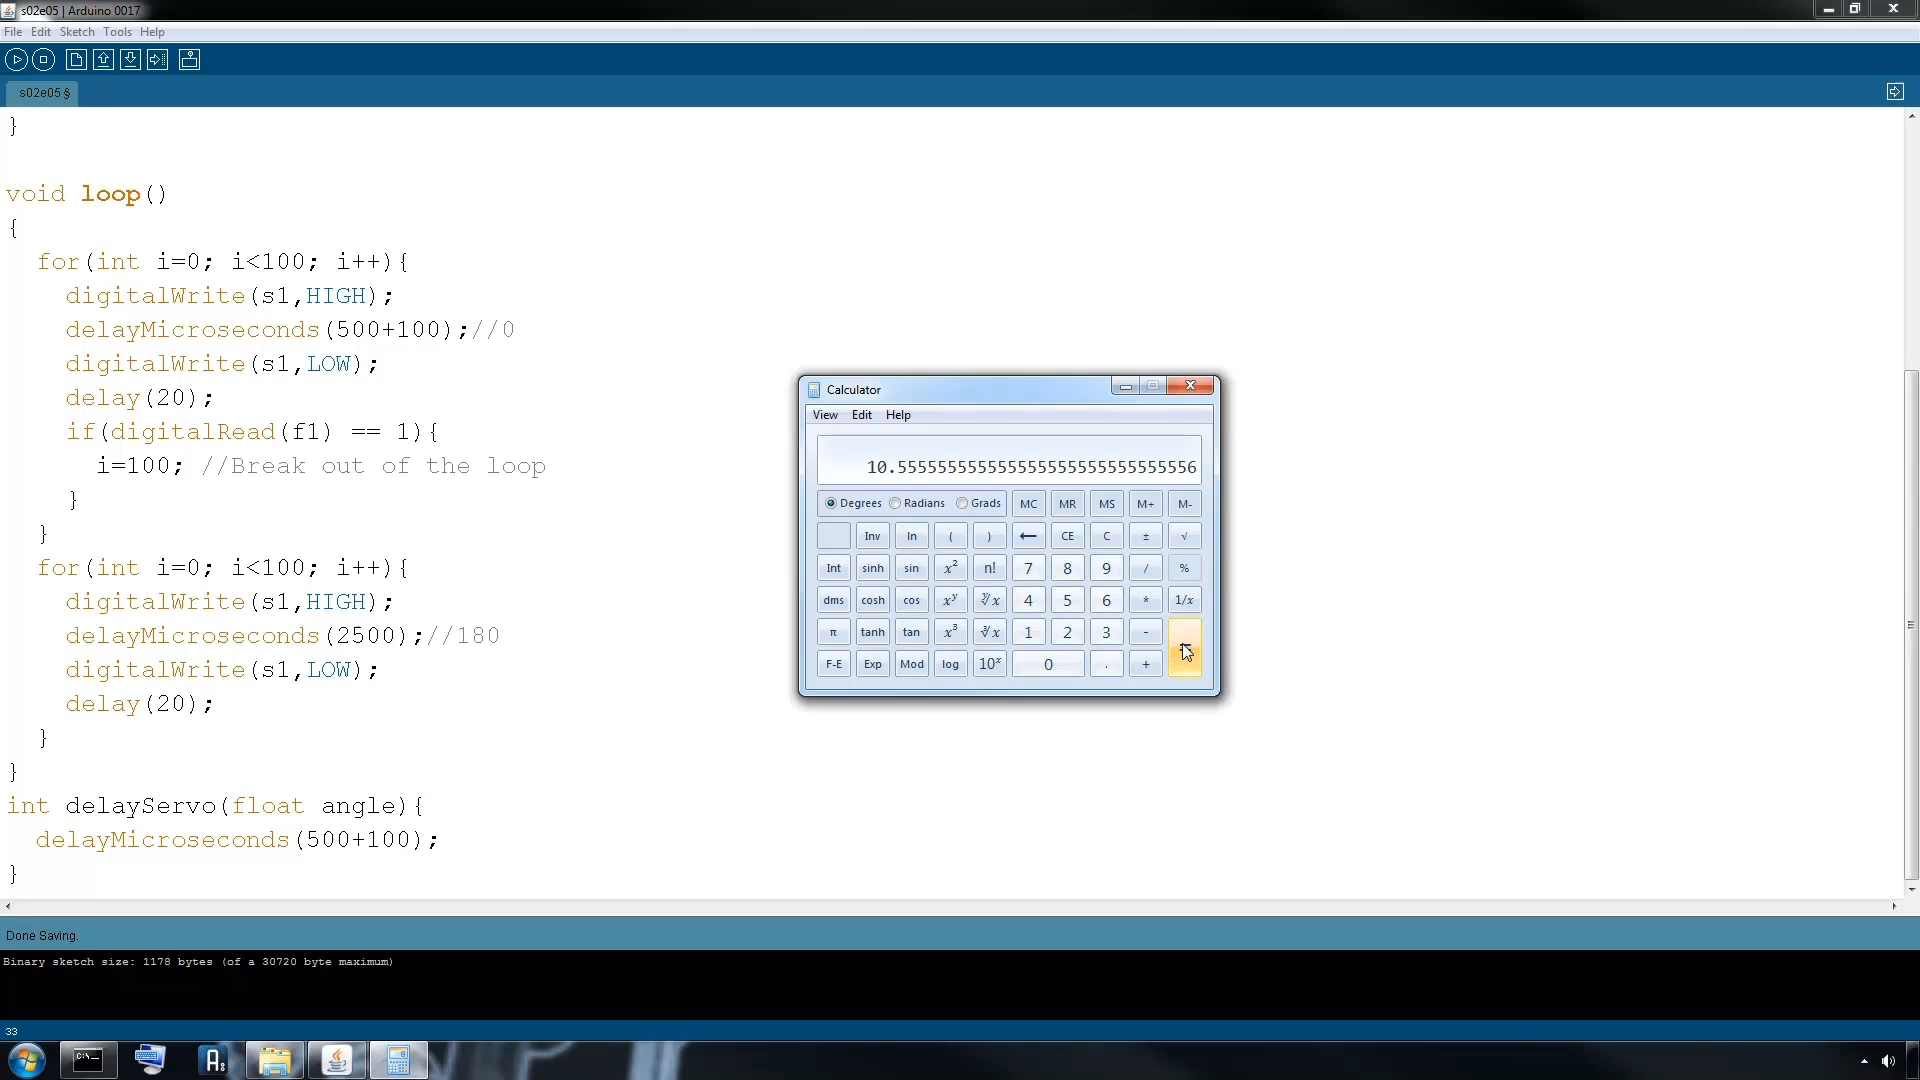 s02e05 | Arduino 0017
File Edit Sketch Tools Help
s02e05 §
}
void loop()
{
for(int i=0; i<100; i++){
digitalWrite(s1,HIGH);
delayMicroseconds(500+100);//0
digitalWrite(s1,LOW);
delay(20);
if(digitalRead(f1) == 1){
i=100; //Break out of the loop
}
}
for(int i=0; i<100; i++){
digitalWrite(s1,HIGH);
delayMicroseconds(2500);//180
digitalWrite(s1,LOW);
delay(20);
}
}
int delayServo(float angle){
delayMicroseconds(500+100);
}
Calculator
View Edit Help
10.555555555555555555555555555556
Degrees Radians Grads MC MR MS M+ M-
Inv ln ( ) ← CE C ± √
Int sinh sin x² n! 7 8 9 / %
dms cosh cos xʸ ʸ√x 4 5 6 * 1/x
π tanh tan x³ ³√x 1 2 3 -
F-E Exp Mod log 10ˣ 0 . +
Done Saving.
Binary sketch size: 1178 bytes (of a 30720 byte maximum)
33
C:\